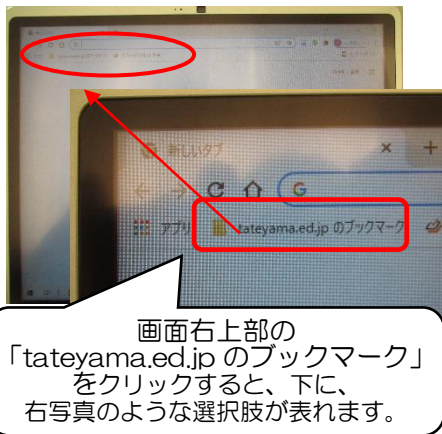 新しいタブ
アプリ
tateyama.ed.jp のブックマーク
画面右上部の
「tateyama.ed.jp のブックマーク」
をクリックすると、下に、
右写真のような選択肢が表れます。